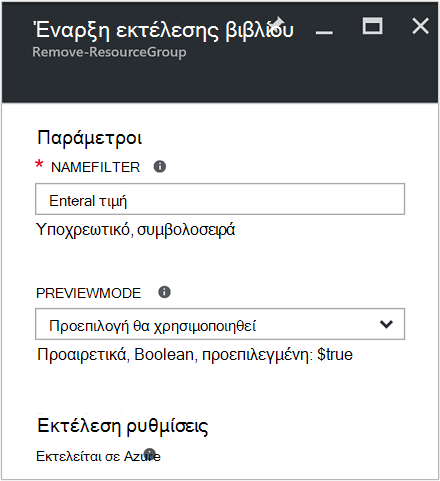 Έναρξη εκτέλεσης βιβλίου
Remove-ResourceGroup
Παράμετροι
* NAMEFILTER
Enteral τιμή
Υποχρεωτικό, συμβολοσειρά
PREVIEWMODE
Προεπιλογή θα χρησιμοποιηθεί
Προαιρετικά, Boolean, προεπιλεγμένη: $true
Εκτέλεση ρυθμίσεις
Εκτελείται σε Azure